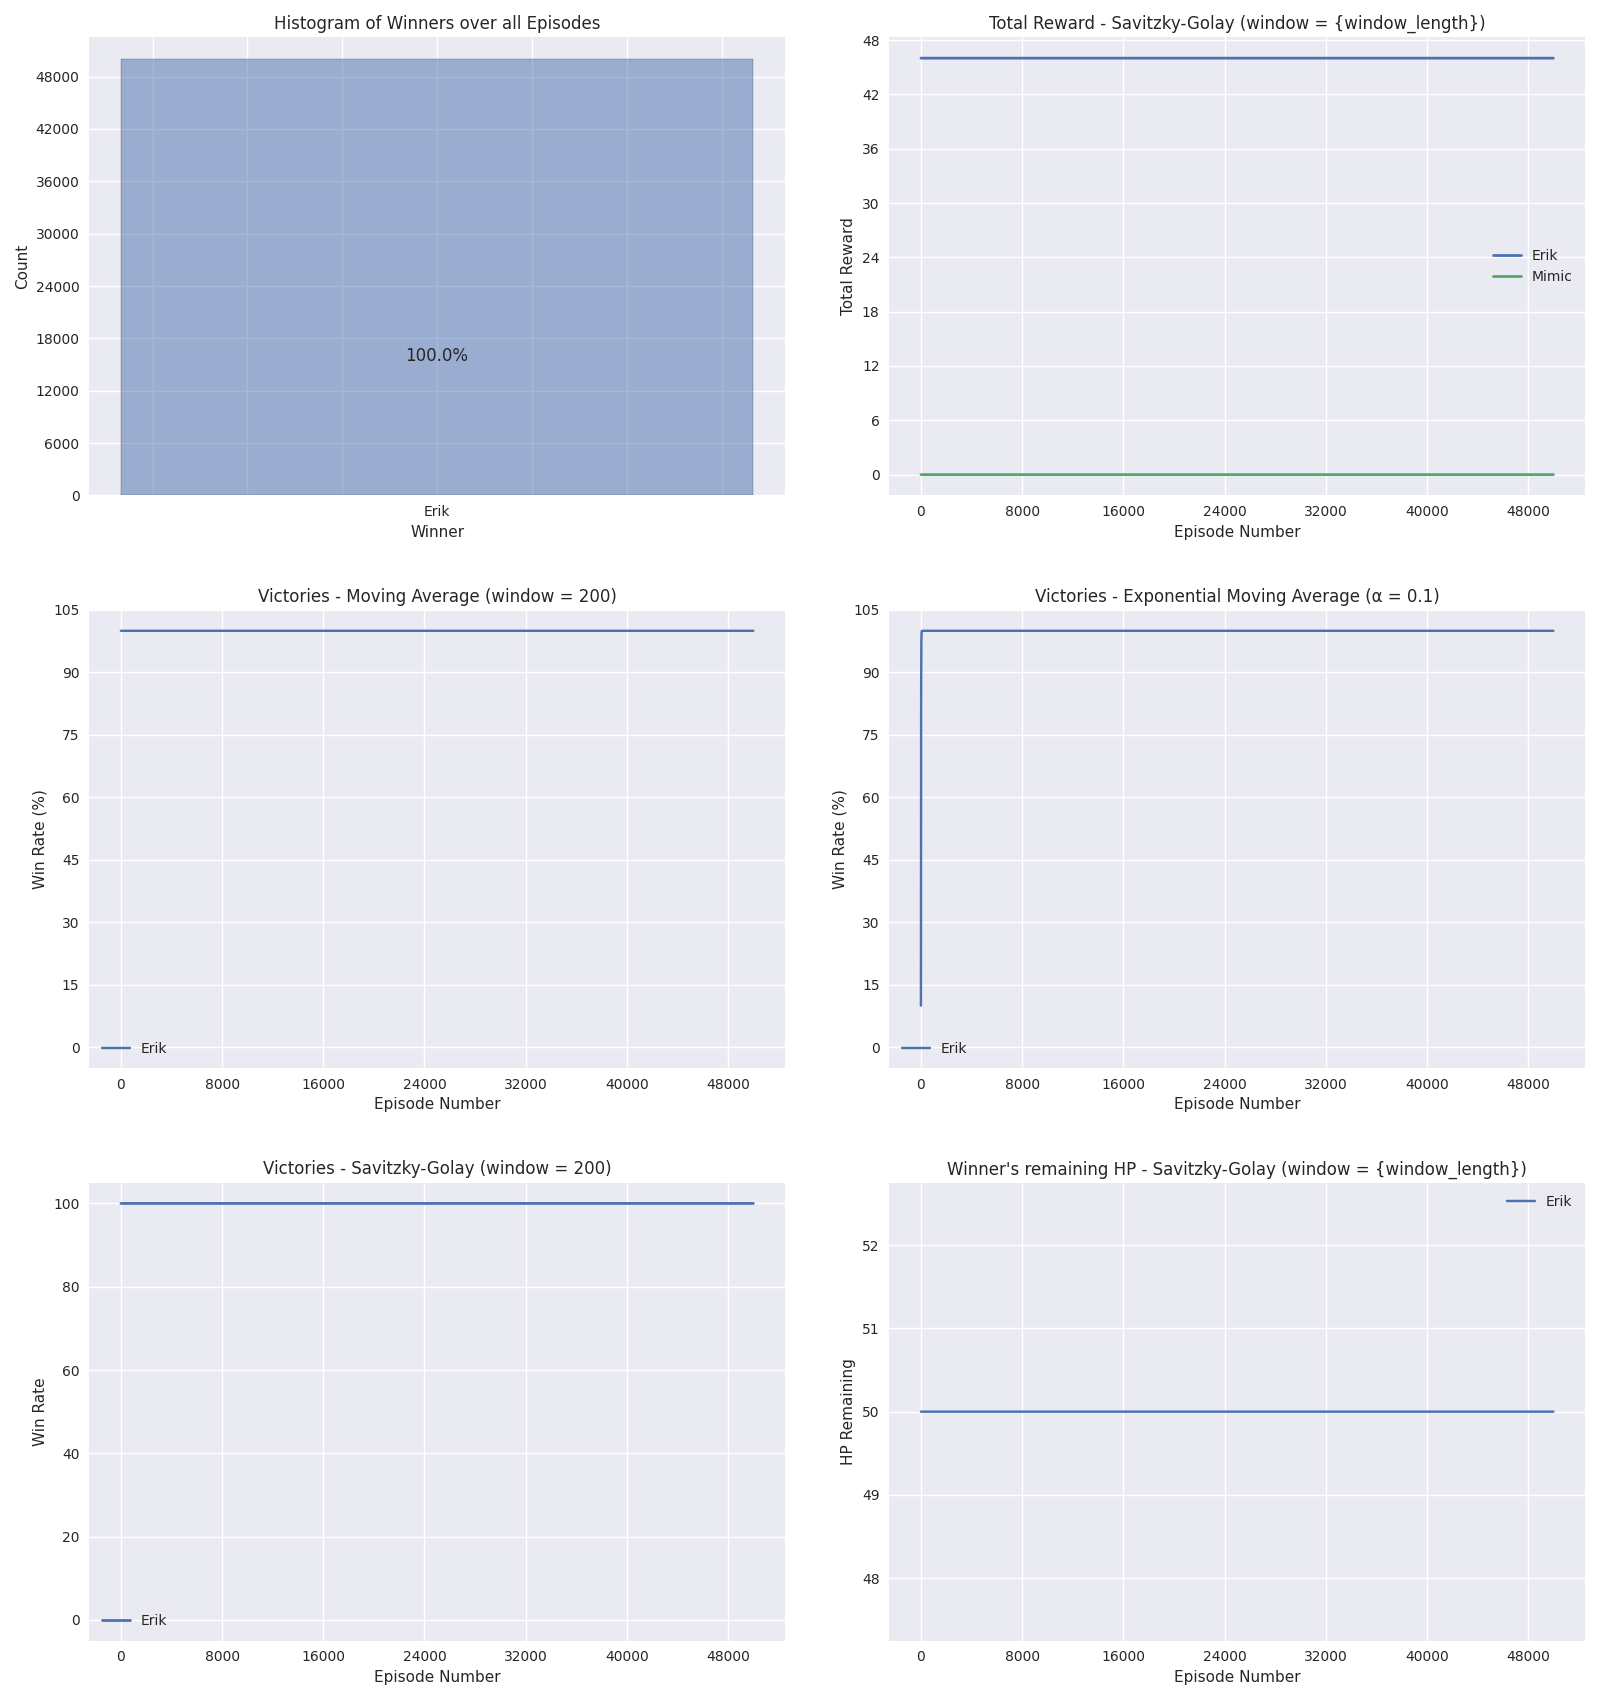 Histogram of Winners over all Episodes
48000
42000
36000
30000
24000
18000
12000
6000
0
Count
100.0%
Erik
Winner
Total Reward - Savitzky-Golay (window = {window_length})
48
42
36
30
24
18
12
6
0
Total Reward
Erik
Mimic
0 8000 16000 24000 32000 40000 48000
Episode Number
Victories - Moving Average (window = 200)
105
90
75
60
45
30
15
0
Win Rate (%)
Erik
0 8000 16000 24000 32000 40000 48000
Episode Number
Victories - Exponential Moving Average (α = 0.1)
105
90
75
60
45
30
15
0
Win Rate (%)
Erik
0 8000 16000 24000 32000 40000 48000
Episode Number
Victories - Savitzky-Golay (window = 200)
100
80
60
40
20
0
Win Rate
Erik
0 8000 16000 24000 32000 40000 48000
Episode Number
Winner's remaining HP - Savitzky-Golay (window = {window_length})
Erik
52
51
50
49
48
HP Remaining
0 8000 16000 24000 32000 40000 48000
Episode Number